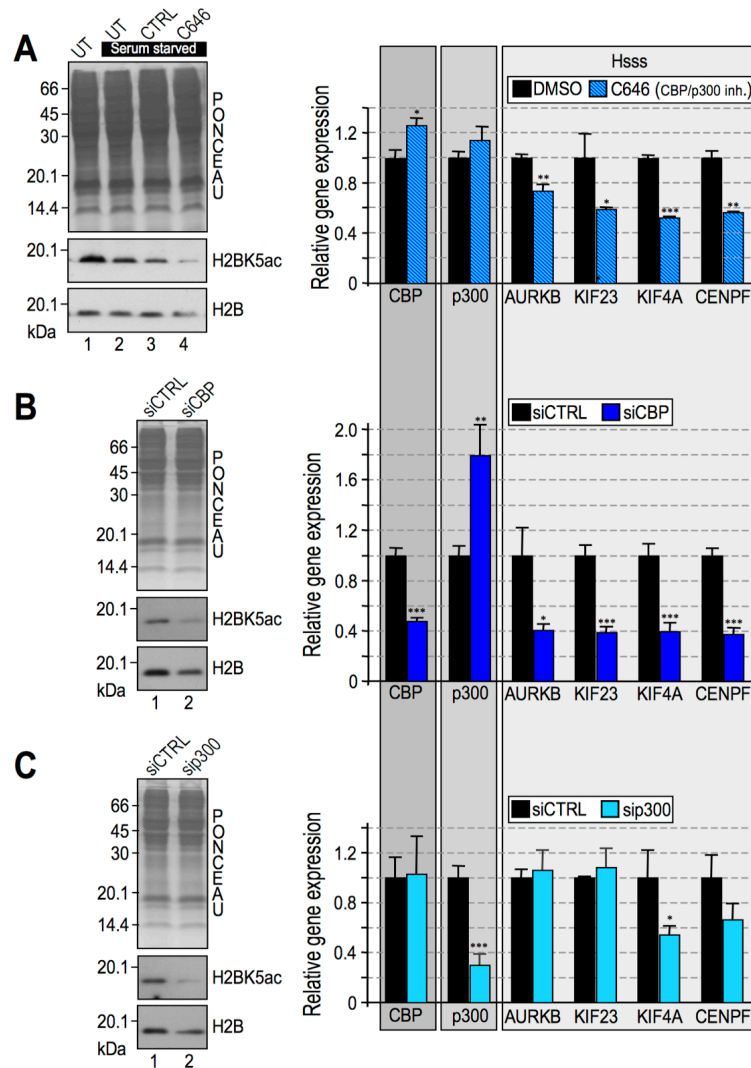 A
UT
UT
CTRL
C646
Serum starved
66
45
30
20.1
14.4
PONCEAU
20.1
H2BK5ac
20.1
H2B
kDa
1 2 3 4
Hsss
DMSO C646 (CBP/p300 inh.)
Relative gene expression
1.2
1.0
0.8
0.4
0
*
**
*
***
**
CBP p300 AURKB KIF23 KIF4A CENPF
B
siCTRL
siCBP
66
45
30
20.1
14.4
PONCEAU
20.1
H2BK5ac
20.1
H2B
kDa
1 2
siCTRL siCBP
Relative gene expression
2.0
1.6
1.2
1.0
0.8
0.4
0
***
**
*
***
***
***
CBP p300 AURKB KIF23 KIF4A CENPF
C
siCTRL
sip300
66
45
30
20.1
14.4
PONCEAU
20.1
H2BK5ac
20.1
H2B
kDa
1 2
siCTRL sip300
Relative gene expression
1.2
1.0
0.8
0.4
0
***
*
CBP p300 AURKB KIF23 KIF4A CENPF